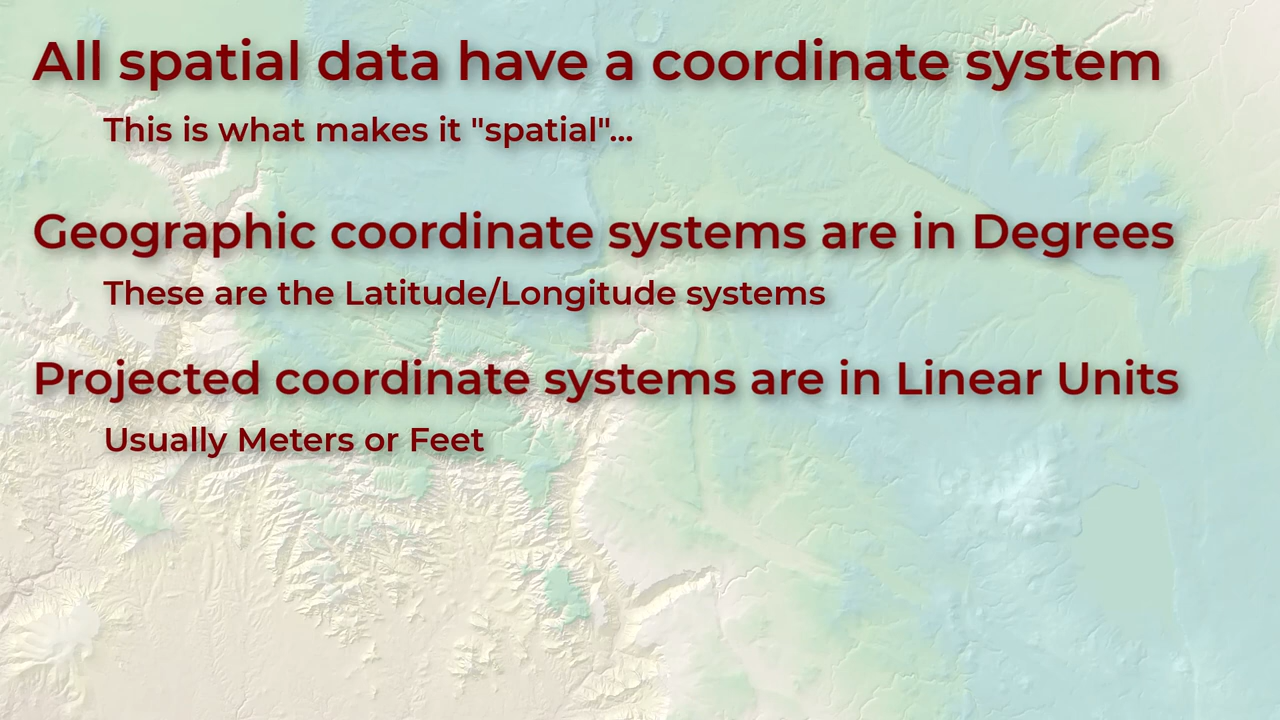 All spatial data have a coordinate system
This is what makes it "spatial"...
Geographic coordinate systems are in Degrees
These are the Latitude/Longitude systems
Projected coordinate systems are in Linear Units
Usually Meters or Feet